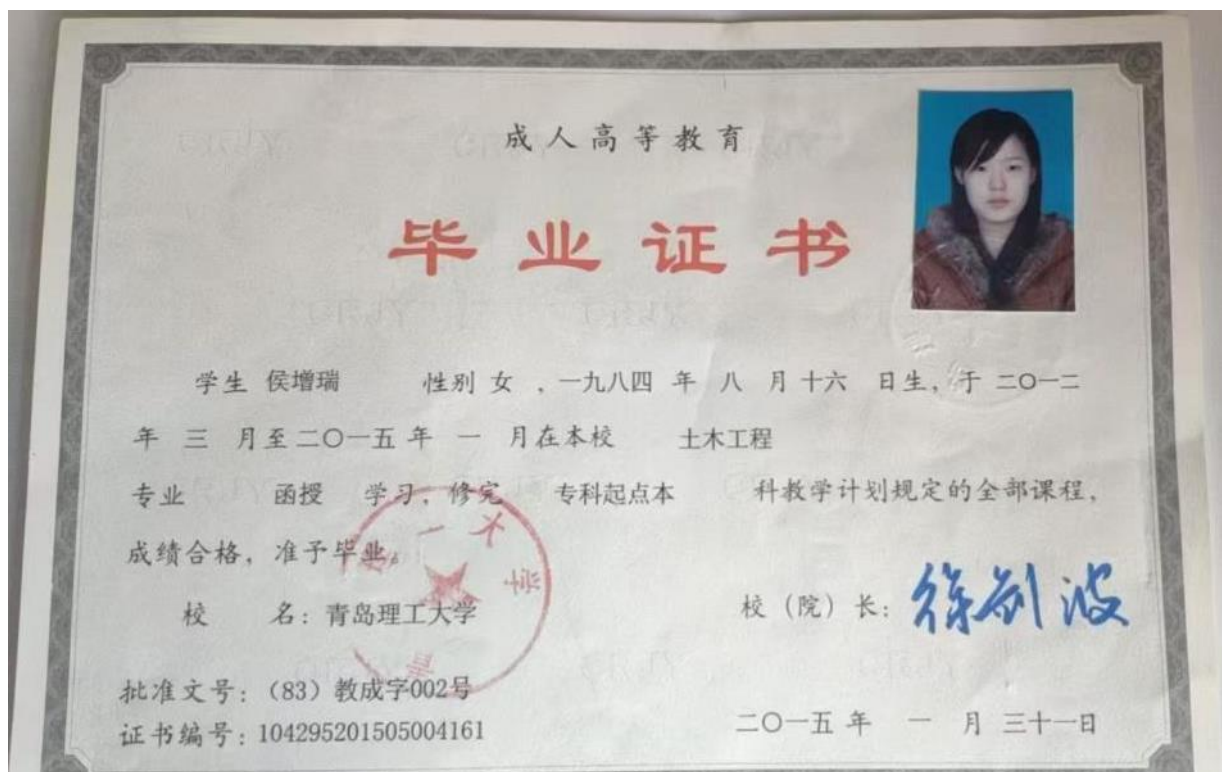 成人高等教育
毕业证书
学生 侯增瑞 性别 女 ，一九八四 年 八 月 十六 日生，于 二〇一二
年 三 月至 二〇一五 年 一 月在本校 土木工程
专业 函授 学习，修完 专科起点本 科教学计划规定的全部课程，
成绩合格，准予毕业。
校 名：青岛理工大学
校（院）长：徐剑波
批准文号：（83）教成字002号
证书编号：104295201505004161
二〇一五 年 一 月 三十一日